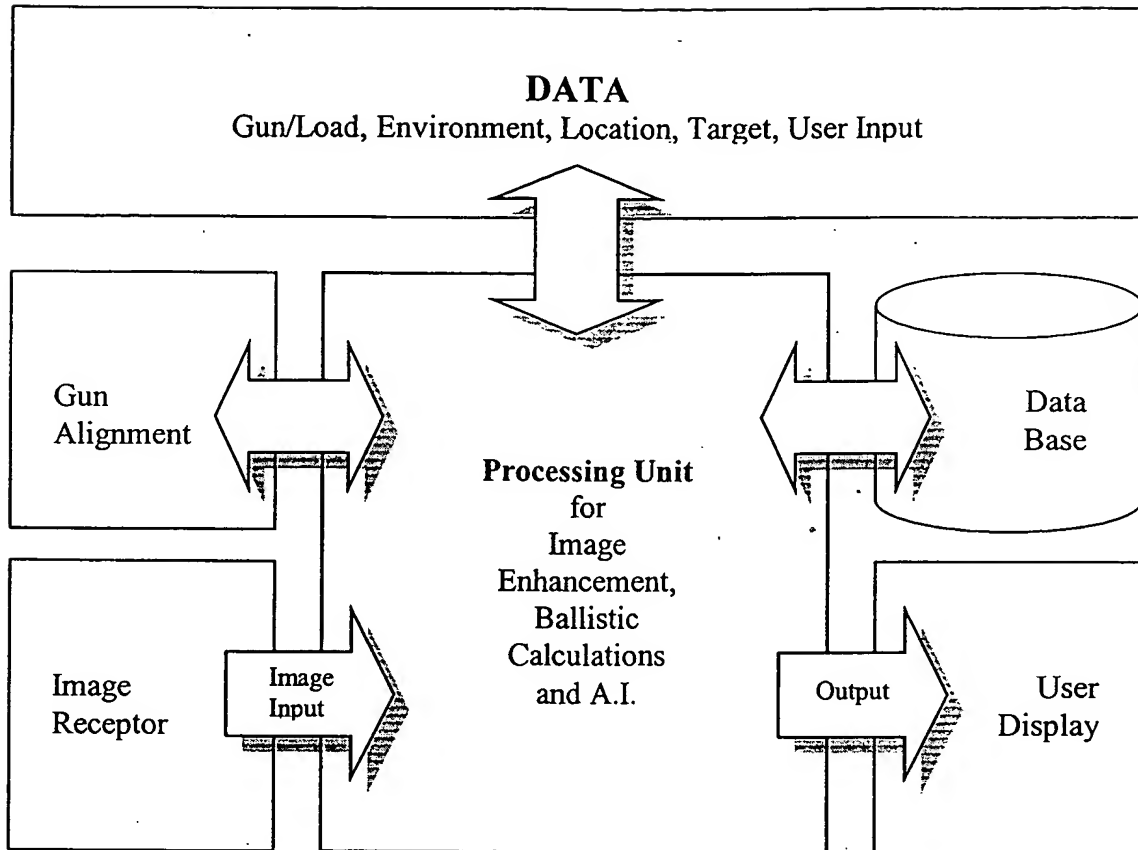 DATA
Gun/Load, Environment, Location, Target, User Input
Gun
Alignment
Data
Base
Processing Unit
for
Image
Enhancement,
Ballistic
Calculations
and A.I.
Image
Receptor
Image
Input
Output
User
Display